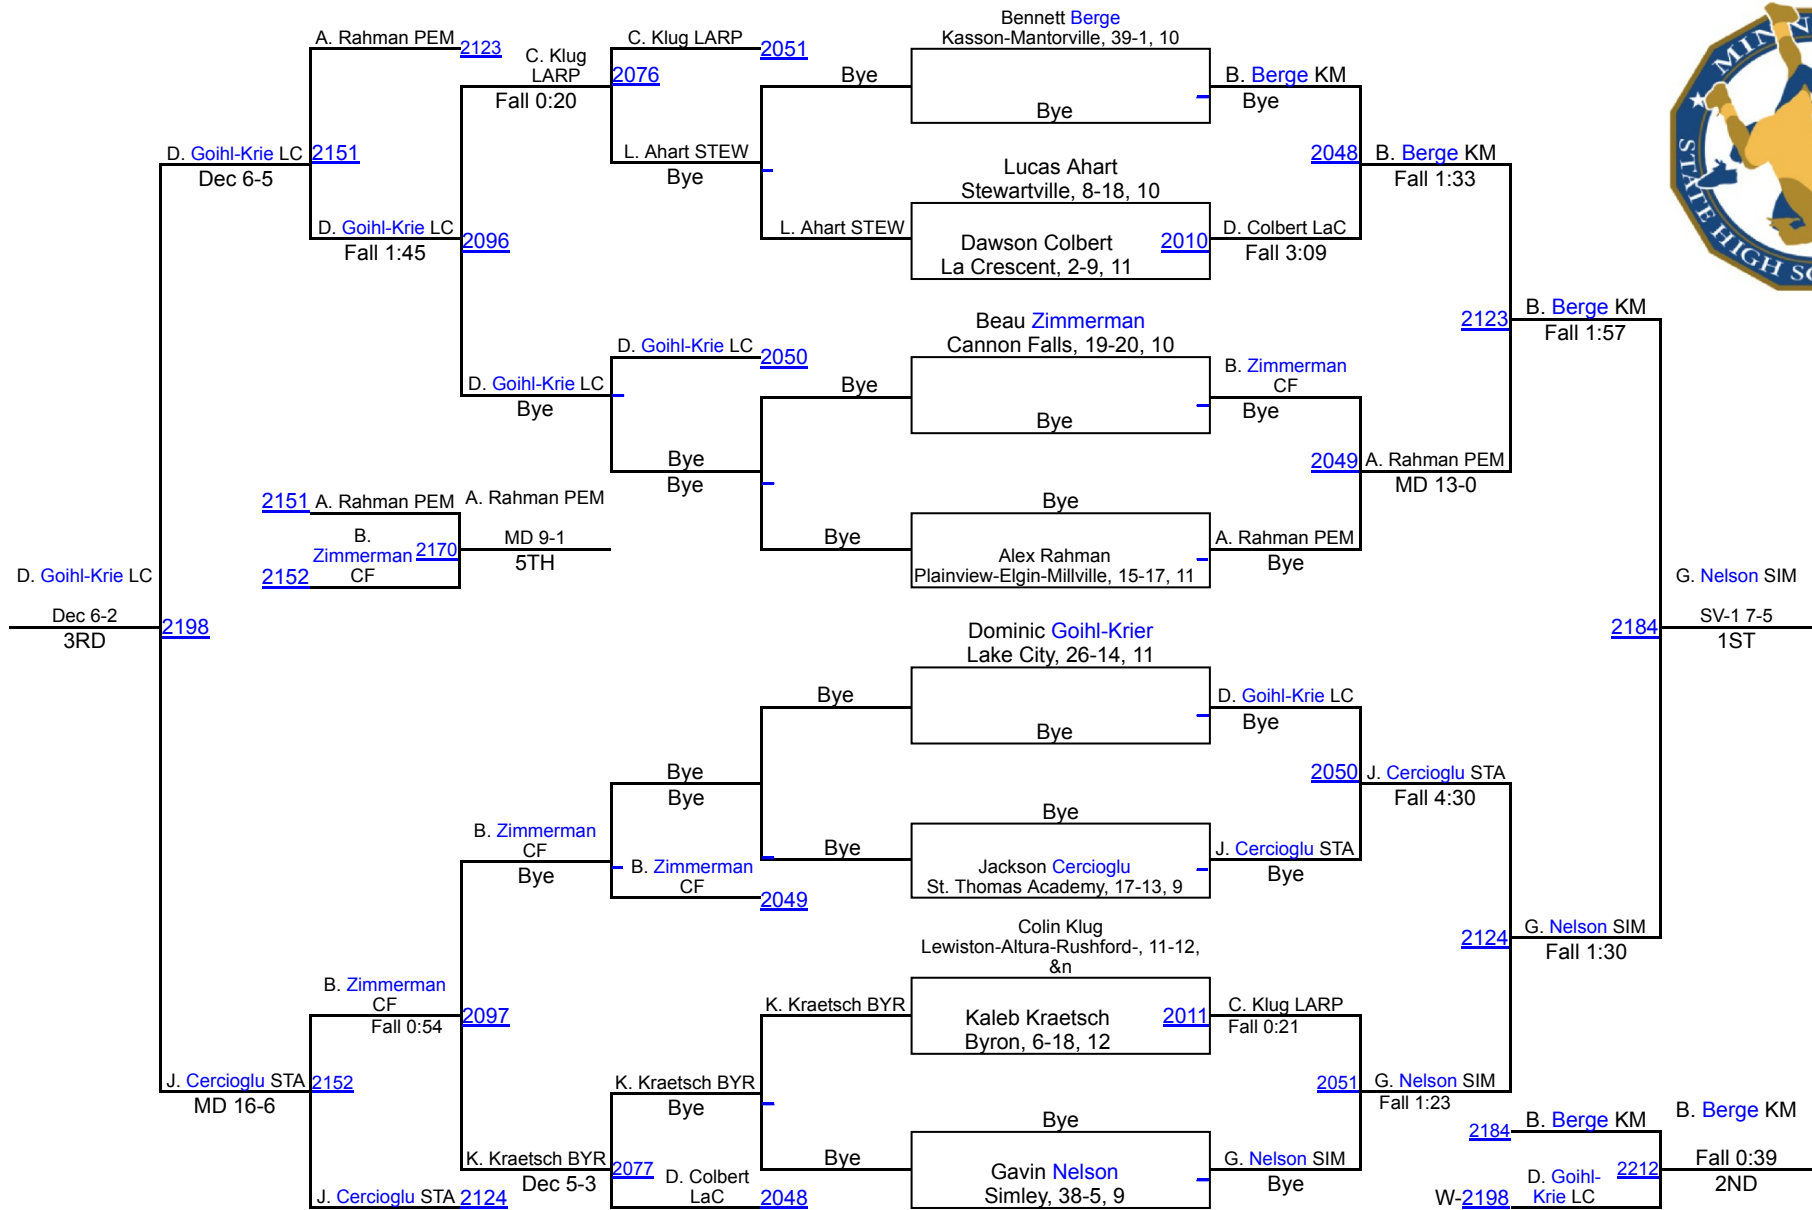 Bennett Berge
Kasson-Mantorville, 39-1, 10
Bye
Lucas Ahart
Stewartville, 8-18, 10
Dawson Colbert
La Crescent, 2-9, 11
2010
Beau Zimmerman
Cannon Falls, 19-20, 10
Bye
Bye
Alex Rahman
Plainview-Elgin-Millville, 15-17, 11
Dominic Goihl-Krier
Lake City, 26-14, 11
Bye
Bye
Jackson Cercioglu
St. Thomas Academy, 17-13, 9
Colin Klug
Lewiston-Altura-Rushford-, 11-12,
&n
Kaleb Kraetsch
Byron, 6-18, 12
2011
Bye
Gavin Nelson
Simley, 38-5, 9
B. Berge KM
Bye
D. Colbert LaC
Fall 3:09
B. Zimmerman
CF
Bye
A. Rahman PEM
Bye
D. Goihl-Krie LC
Bye
J. Cercioglu STA
Bye
C. Klug LARP
Fall 0:21
G. Nelson SIM
Bye
2048
B. Berge KM
Fall 1:33
2049
A. Rahman PEM
MD 13-0
2050
J. Cercioglu STA
Fall 4:30
2051
G. Nelson SIM
Fall 1:23
2123
B. Berge KM
Fall 1:57
2124
G. Nelson SIM
Fall 1:30
2184
G. Nelson SIM
SV-1 7-5
1ST
2184
B. Berge KM
W-2198
D. Goihl-
Krie LC
2212
B. Berge KM
Fall 0:39
2ND
Bye
L. Ahart STEW
Bye
Bye
Bye
Bye
K. Kraetsch BYR
Bye
C. Klug LARP
2051
L. Ahart STEW
Bye
D. Goihl-Krie LC
2050
Bye
Bye
Bye
Bye
B. Zimmerman
CF
2049
K. Kraetsch BYR
Bye
D. Colbert
LaC
2048
C. Klug
LARP
2076
Fall 0:20
D. Goihl-Krie LC
Bye
B. Zimmerman
CF
Bye
K. Kraetsch BYR
2077
Dec 5-3
A. Rahman PEM
2123
D. Goihl-Krie LC
2096
Fall 1:45
B. Zimmerman
CF
2097
Fall 0:54
J. Cercioglu STA
2124
D. Goihl-Krie LC
2151
Dec 6-5
J. Cercioglu STA
2152
MD 16-6
2151
A. Rahman PEM
B.
Zimmerman
CF
2152
2170
A. Rahman PEM
MD 9-1
5TH
D. Goihl-Krie LC
Dec 6-2
3RD
2198
STATE HIGH